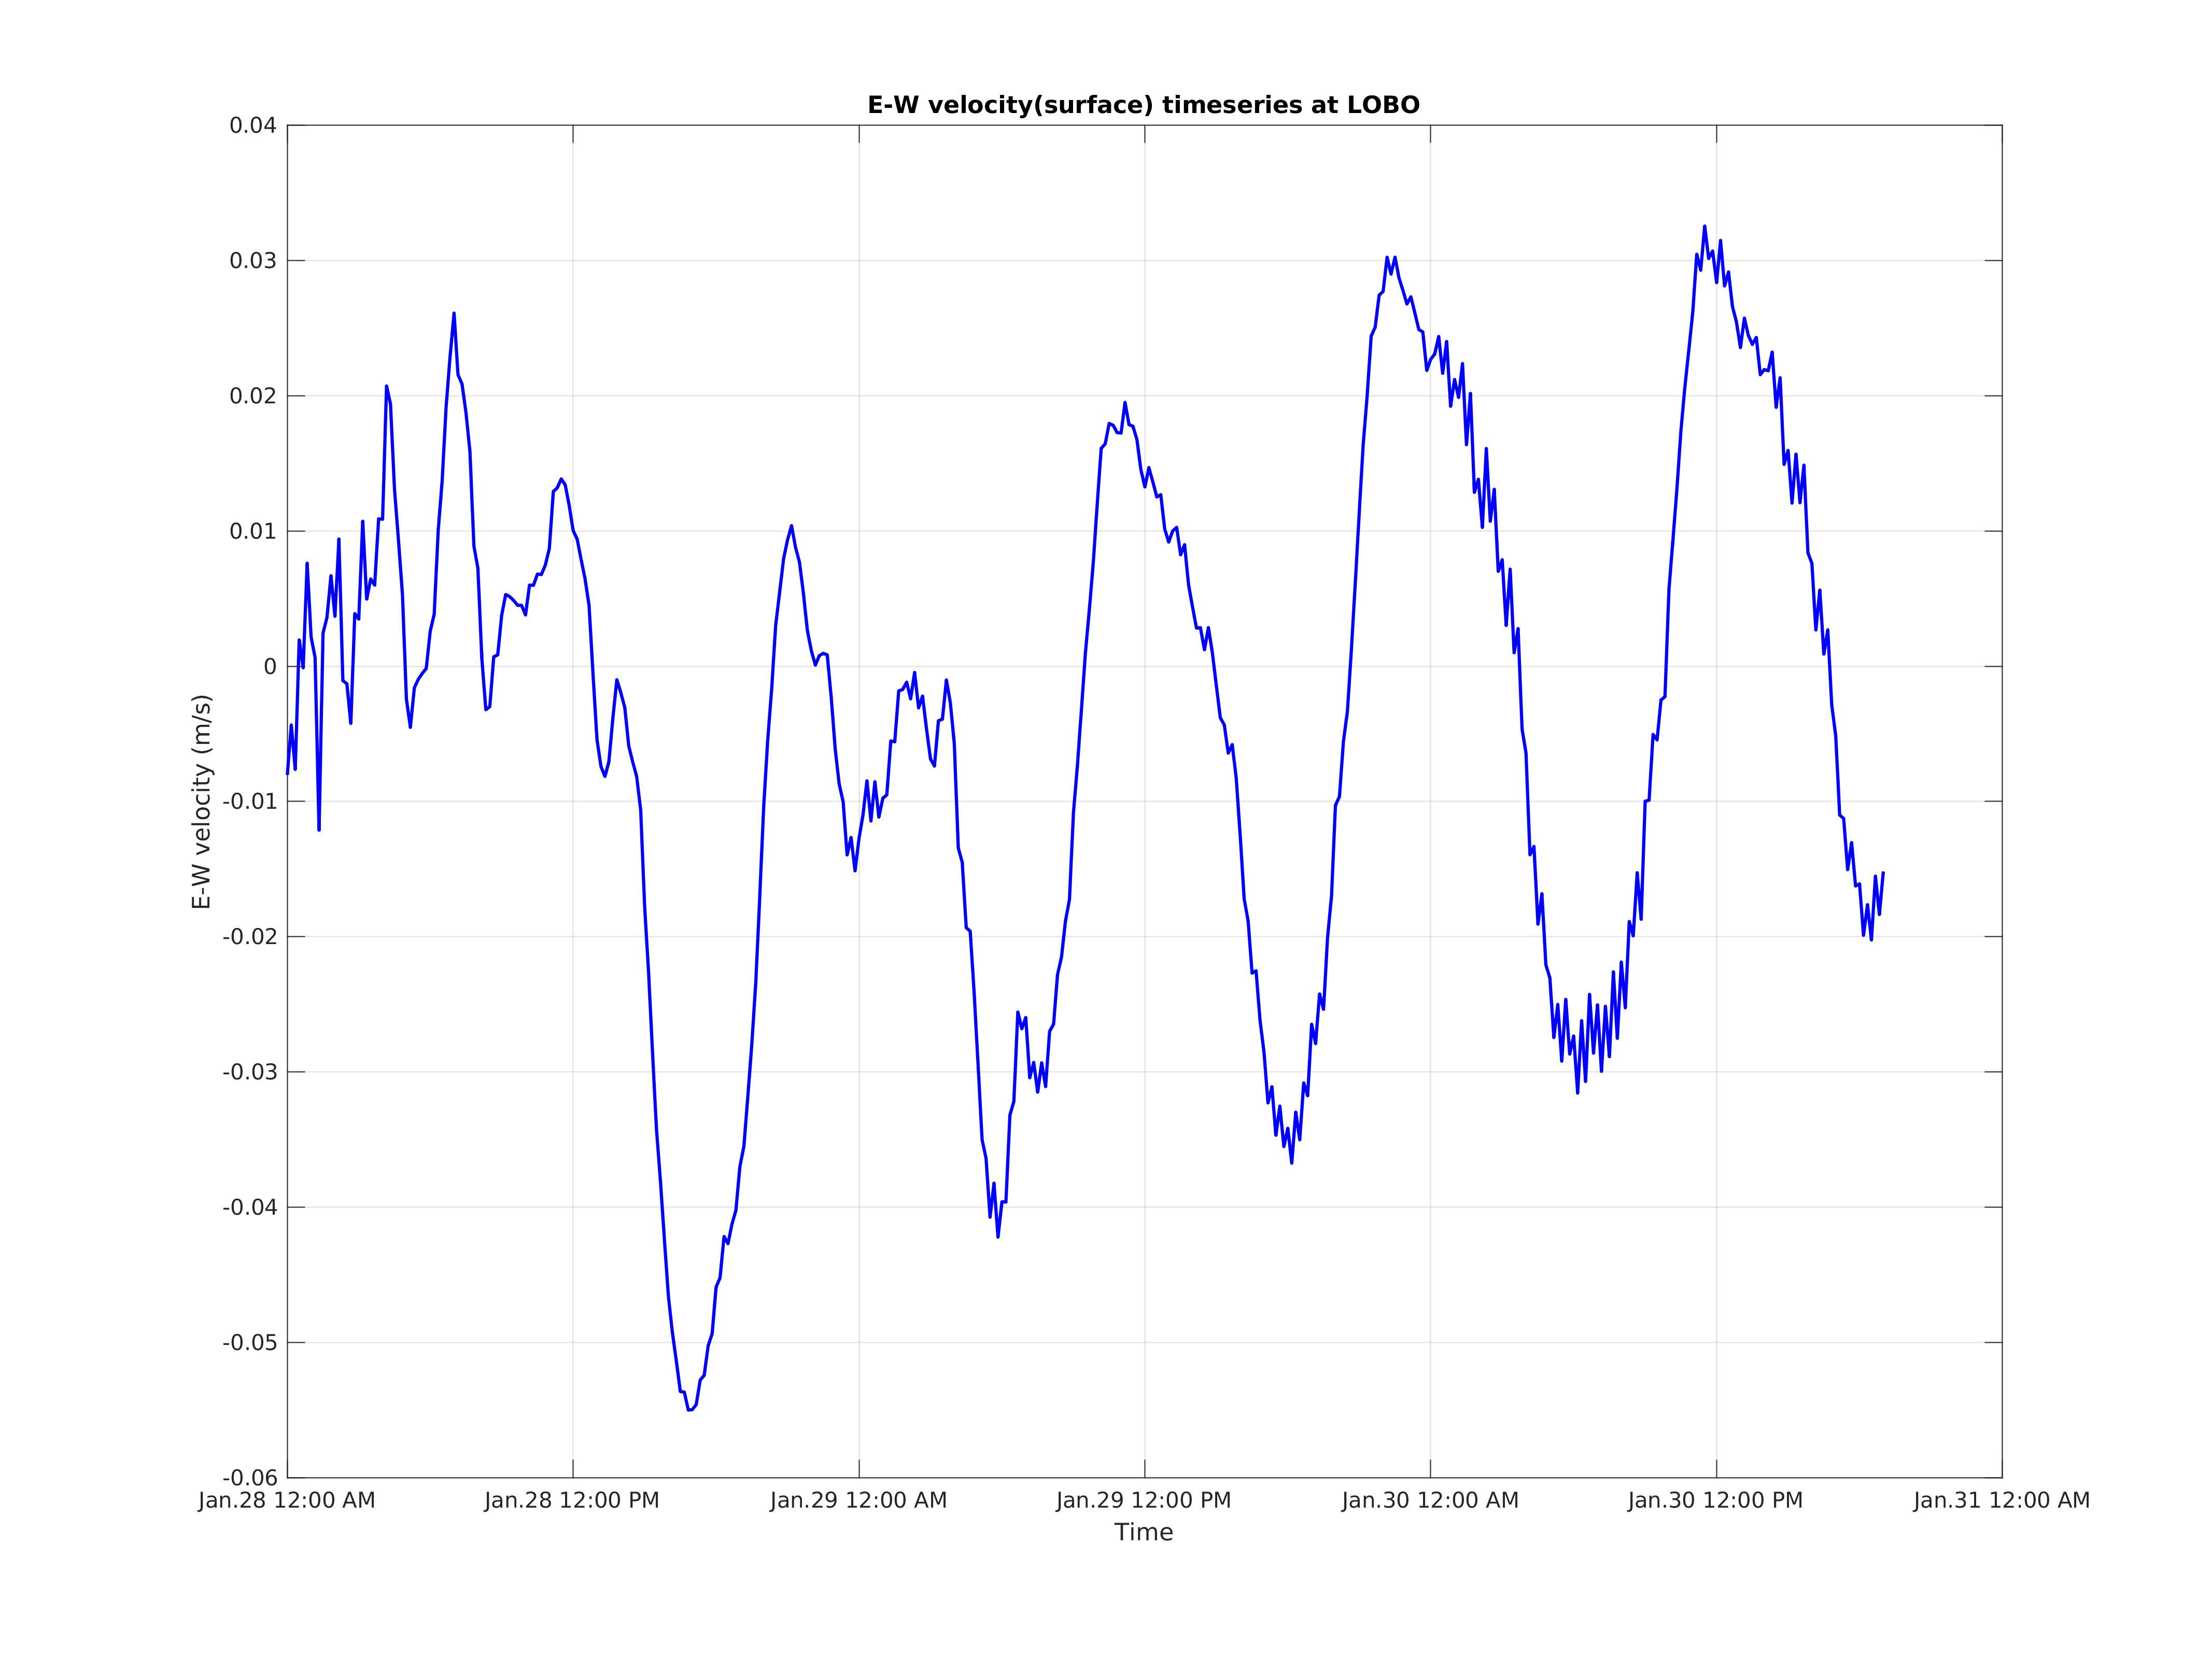 E-W velocity(surface) timeseries at LOBO
0.04
0.03
0.02
0.01
0
-0.01
-0.02
-0.03
-0.04
-0.05
-0.06
E-W velocity (m/s)
Jan.28 12:00 AM Jan.28 12:00 PM Jan.29 12:00 AM Jan.29 12:00 PM Jan.30 12:00 AM Jan.30 12:00 PM Jan.31 12:00 AM
Time